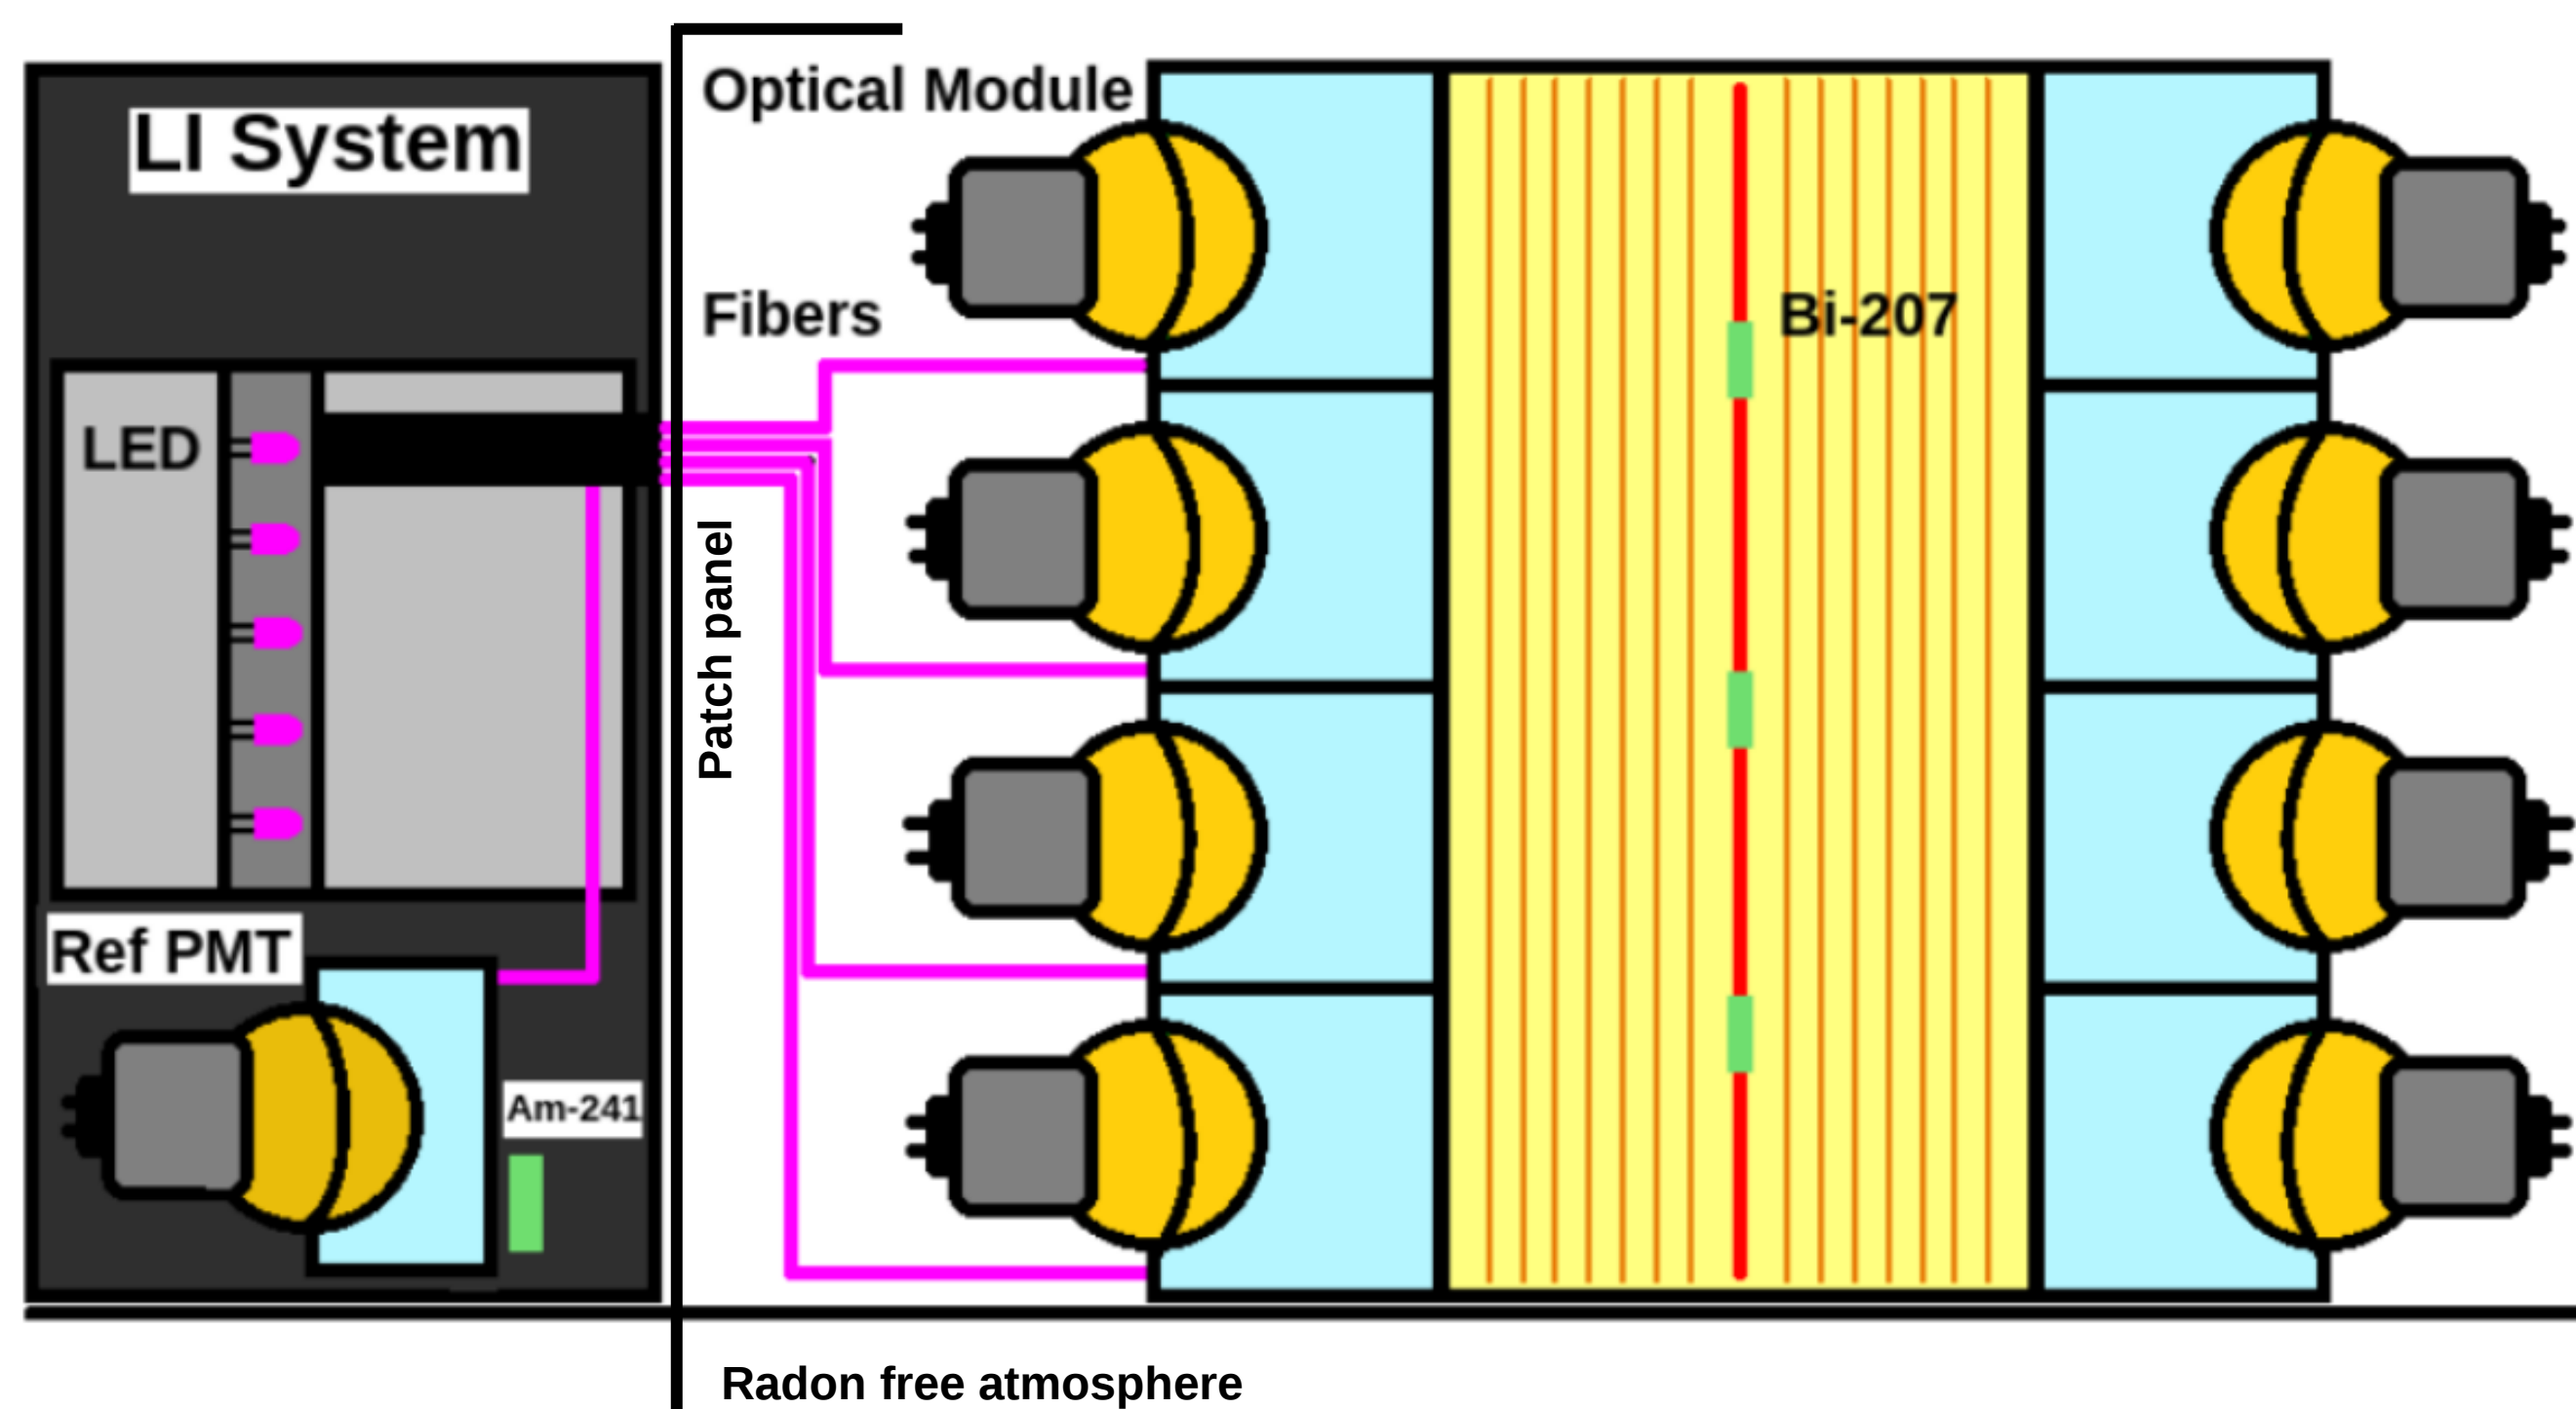 LI System
Optical Module
Fibers
Bi-207
LED
Patch panel
Ref PMT
Am-241
Radon free atmosphere